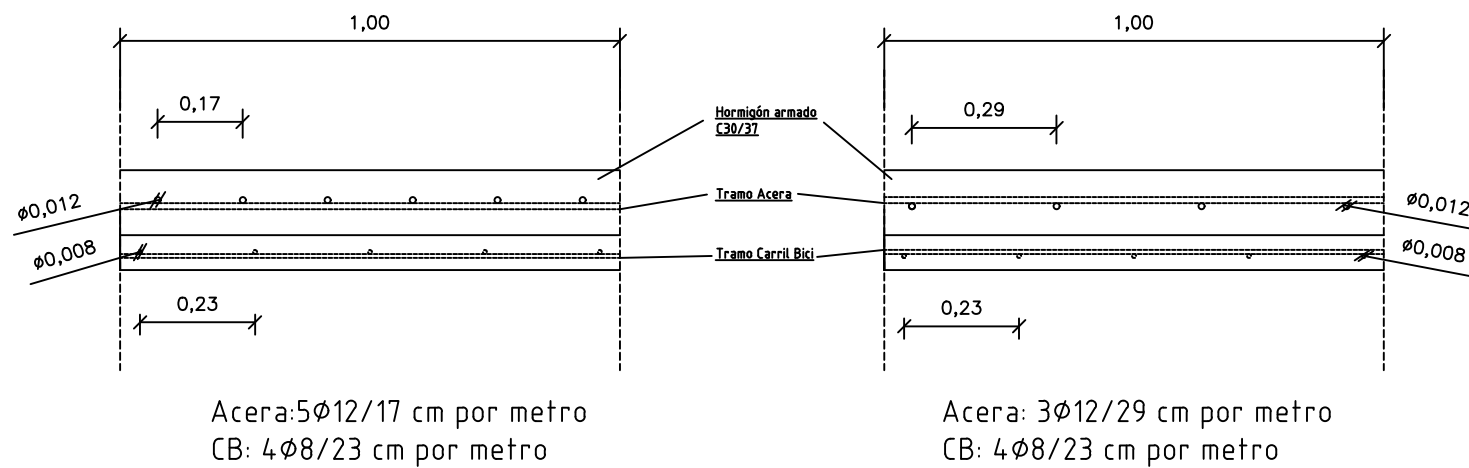 1,00
1,00
0,17
0,29
Hormigón armado
C30/37
Tramo Acera
Tramo Carril Bici
ø0,012
ø0,008
ø0,012
ø0,008
0,23
0,23
Acera:5ø12/17 cm por metro
CB: 4ø8/23 cm por metro
Acera: 3ø12/29 cm por metro
CB: 4ø8/23 cm por metro